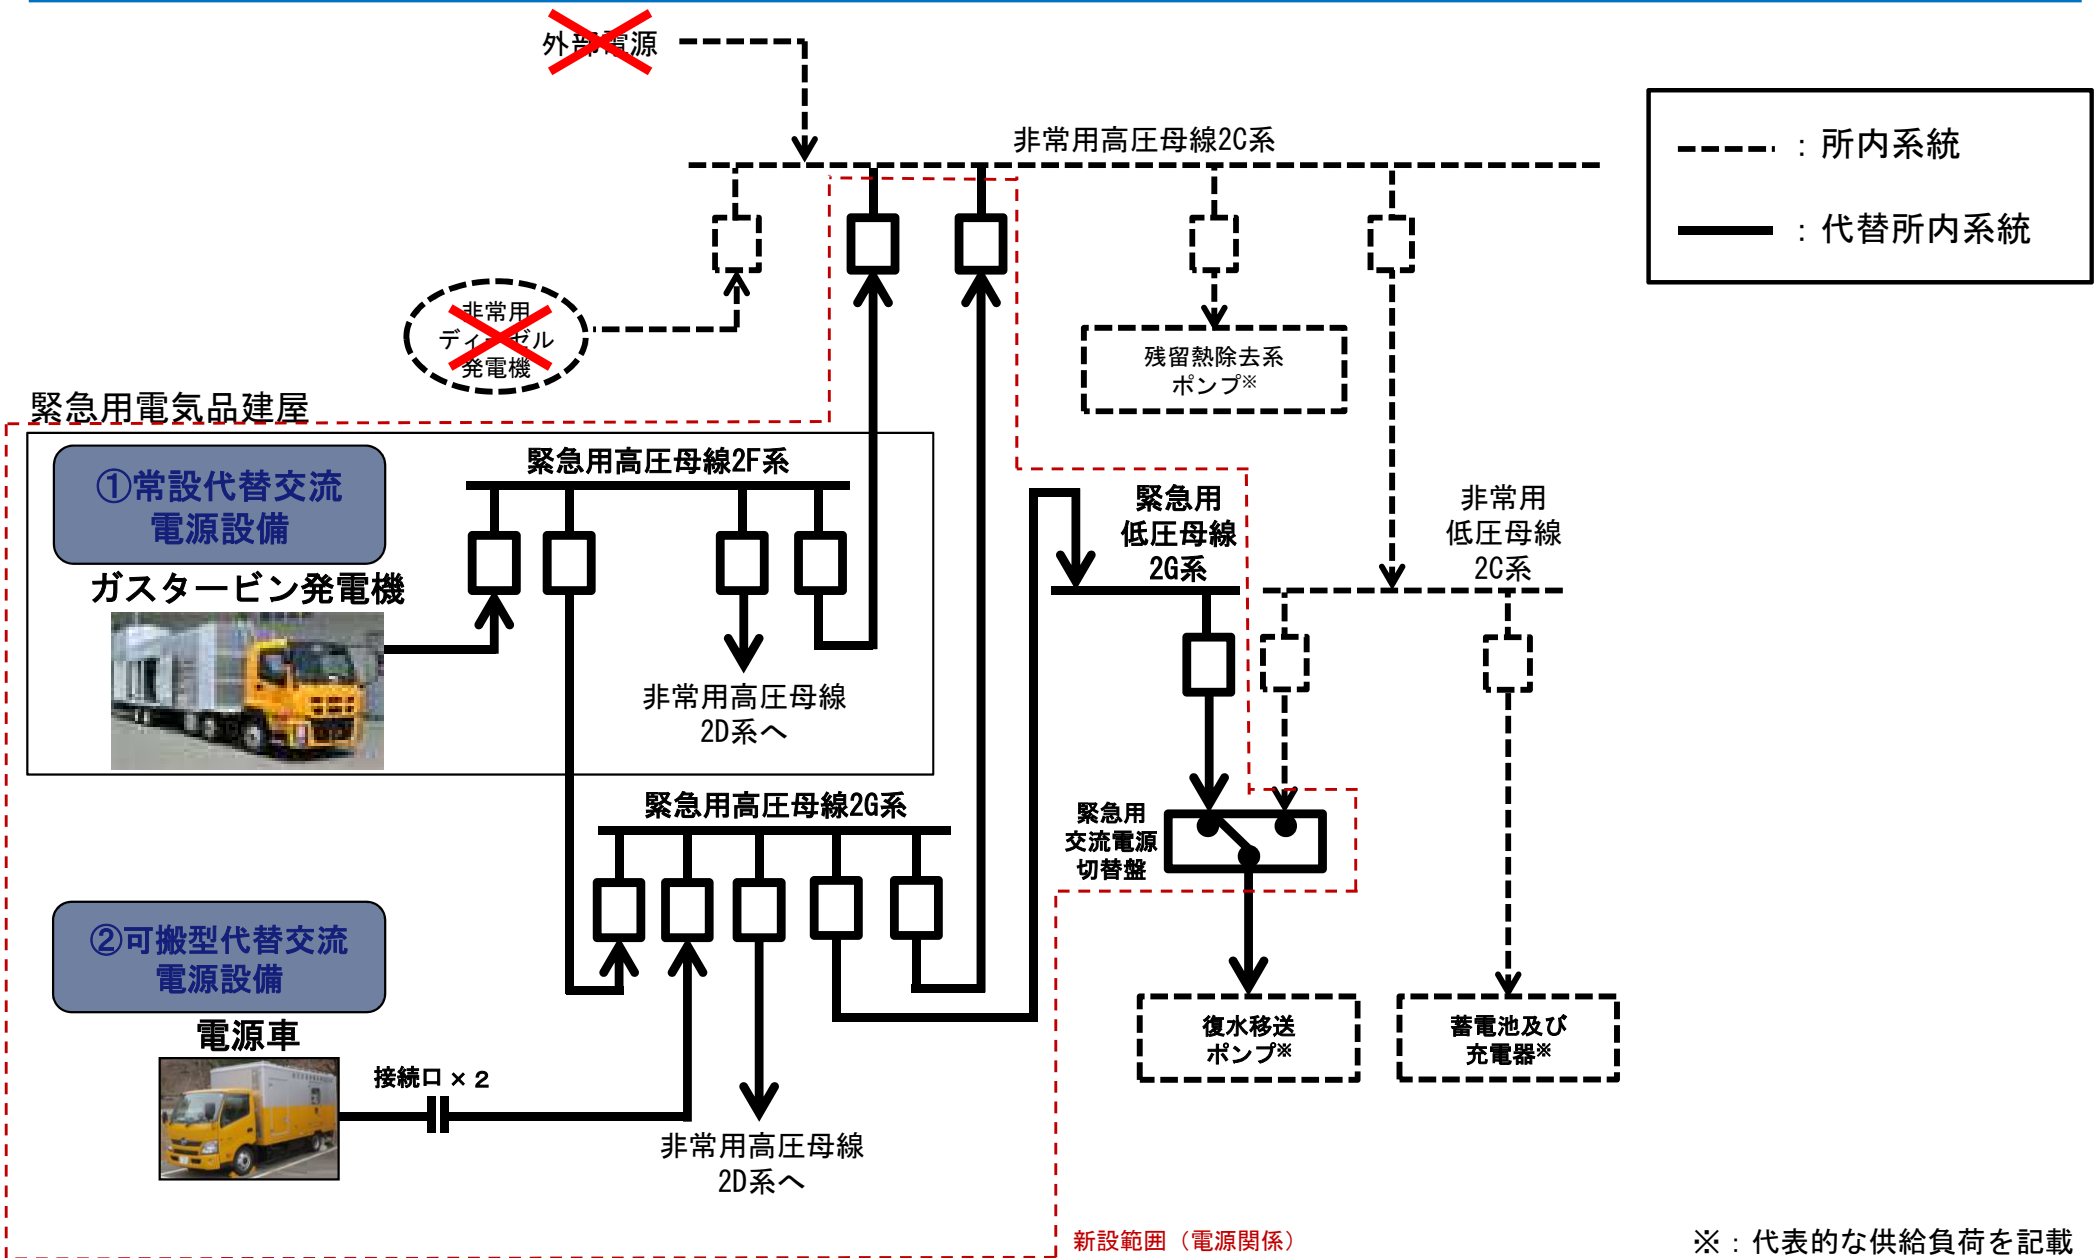 外部電源
非常用高圧母線2C系
：所内系統
：代替所内系統
非常用
ディーゼル
発電機
残留熱除去系
ポンプ※
緊急用電気品建屋
①常設代替交流
電源設備
ガスタービン発電機
緊急用高圧母線2F系
非常用高圧母線
2D系へ
緊急用
低圧母線
2G系
非常用
低圧母線
2C系
緊急用高圧母線2G系
緊急用
交流電源
切替盤
②可搬型代替交流
電源設備
電源車
接続口×2
非常用高圧母線
2D系へ
復水移送
ポンプ※
蓄電池及び
充電器※
新設範囲（電源関係）
※：代表的な供給負荷を記載